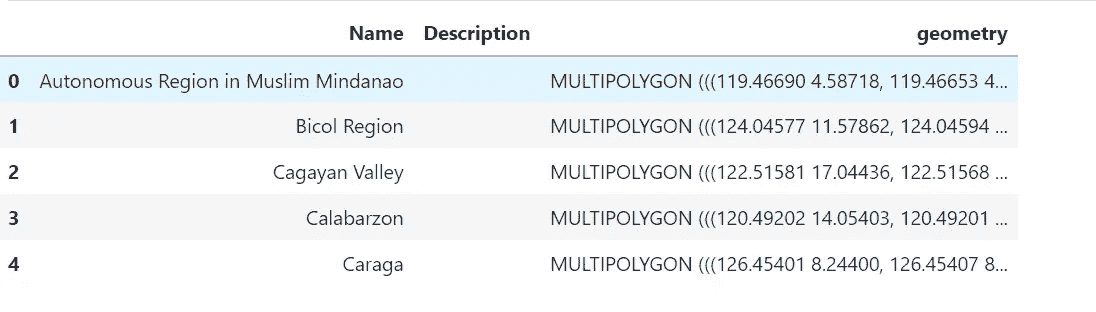 Name Description geometry
0 Autonomous Region in Muslim Mindanao MULTIPOLYGON (((119.46690 4.58718, 119.46653 4...
1 Bicol Region MULTIPOLYGON (((124.04577 11.57862, 124.04594 ...
2 Cagayan Valley MULTIPOLYGON (((122.51581 17.04436, 122.51568 ...
3 Calabarzon MULTIPOLYGON (((120.49202 14.05403, 120.49201 ...
4 Caraga MULTIPOLYGON (((126.45401 8.24400, 126.45407 8...